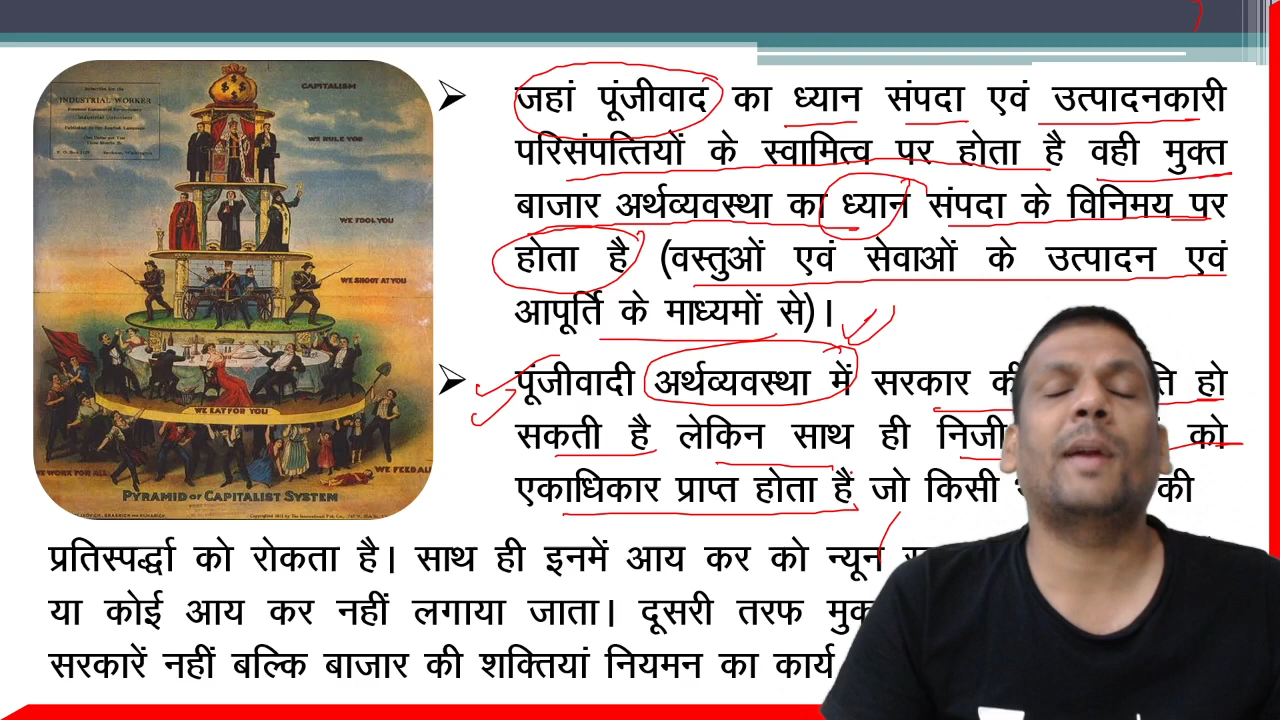 Subscribe for the
INDUSTRIAL WORKER
CAPITALISM
WE RULE YOU
WE FOOL YOU
WE SHOOT AT YOU
WE EAT FOR YOU
WE WORK FOR ALL
WE FEED ALL
PYRAMID OF CAPITALIST SYSTEM
जहां पूंजीवाद का ध्यान संपदा एवं उत्पादनकारी
परिसंपत्तियों के स्वामित्व पर होता है वही मुक्त
बाजार अर्थव्यवस्था का ध्यान संपदा के विनिमय पर
होता है (वस्तुओं एवं सेवाओं के उत्पादन एवं
आपूर्ति के माध्यमों से)।
पूंजीवादी अर्थव्यवस्था में सरकार की हो
सकती है लेकिन साथ ही निजी को
एकाधिकार प्राप्त होता हैं जो किसी की
प्रतिस्पर्द्धा को रोकता है। साथ ही इनमें आय कर को न्यून
या कोई आय कर नहीं लगाया जाता। दूसरी तरफ
सरकारें नहीं बल्कि बाजार की शक्तियां नियमन का कार्य